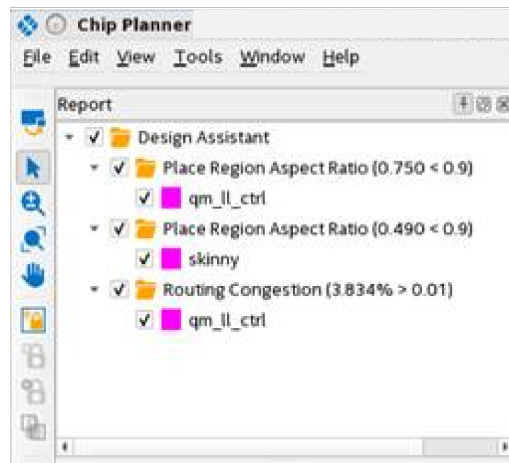 Chip Planner
File Edit View Tools Window Help
Report
Design Assistant
Place Region Aspect Ratio (0.750 < 0.9)
qm_ll_ctrl
Place Region Aspect Ratio (0.490 < 0.9)
skinny
Routing Congestion (3.834% > 0.01)
qm_ll_ctrl